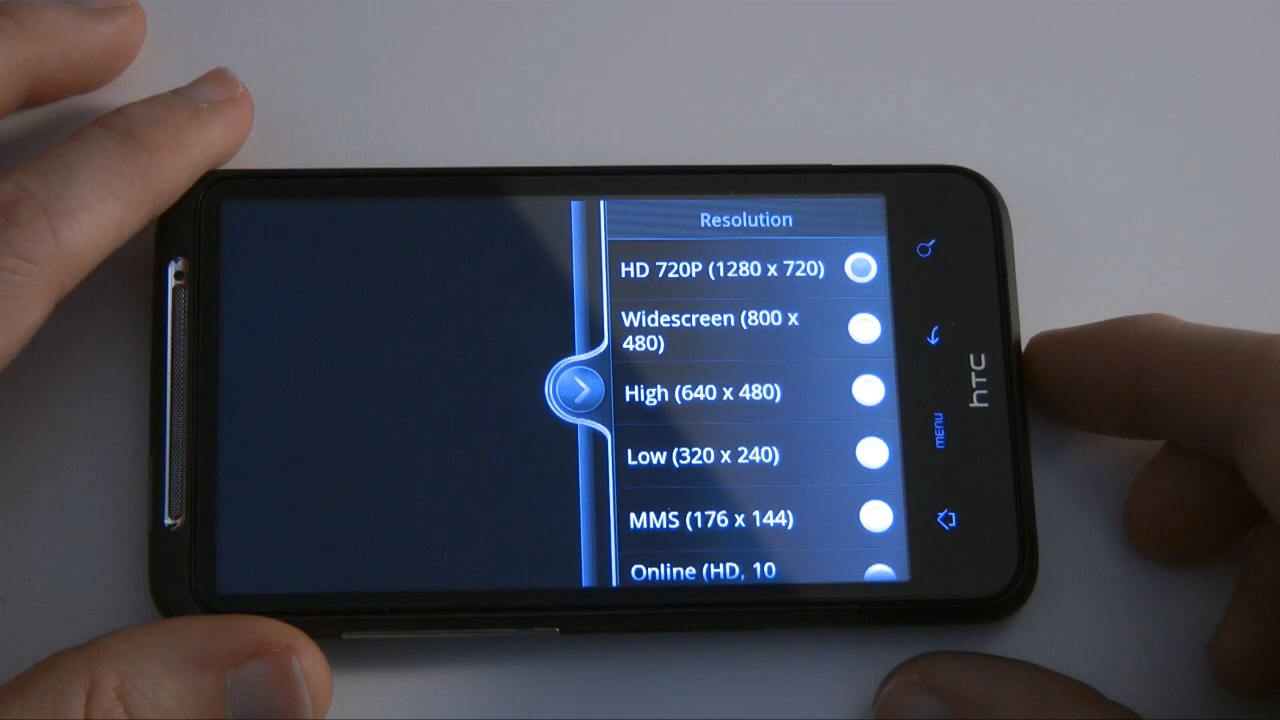 Resolution
HD 720P (1280 x 720)
Widescreen (800 x
480)
High (640 x 480)
Low (320 x 240)
MMS (176 x 144)
Online (HD, 10
menu
hTC